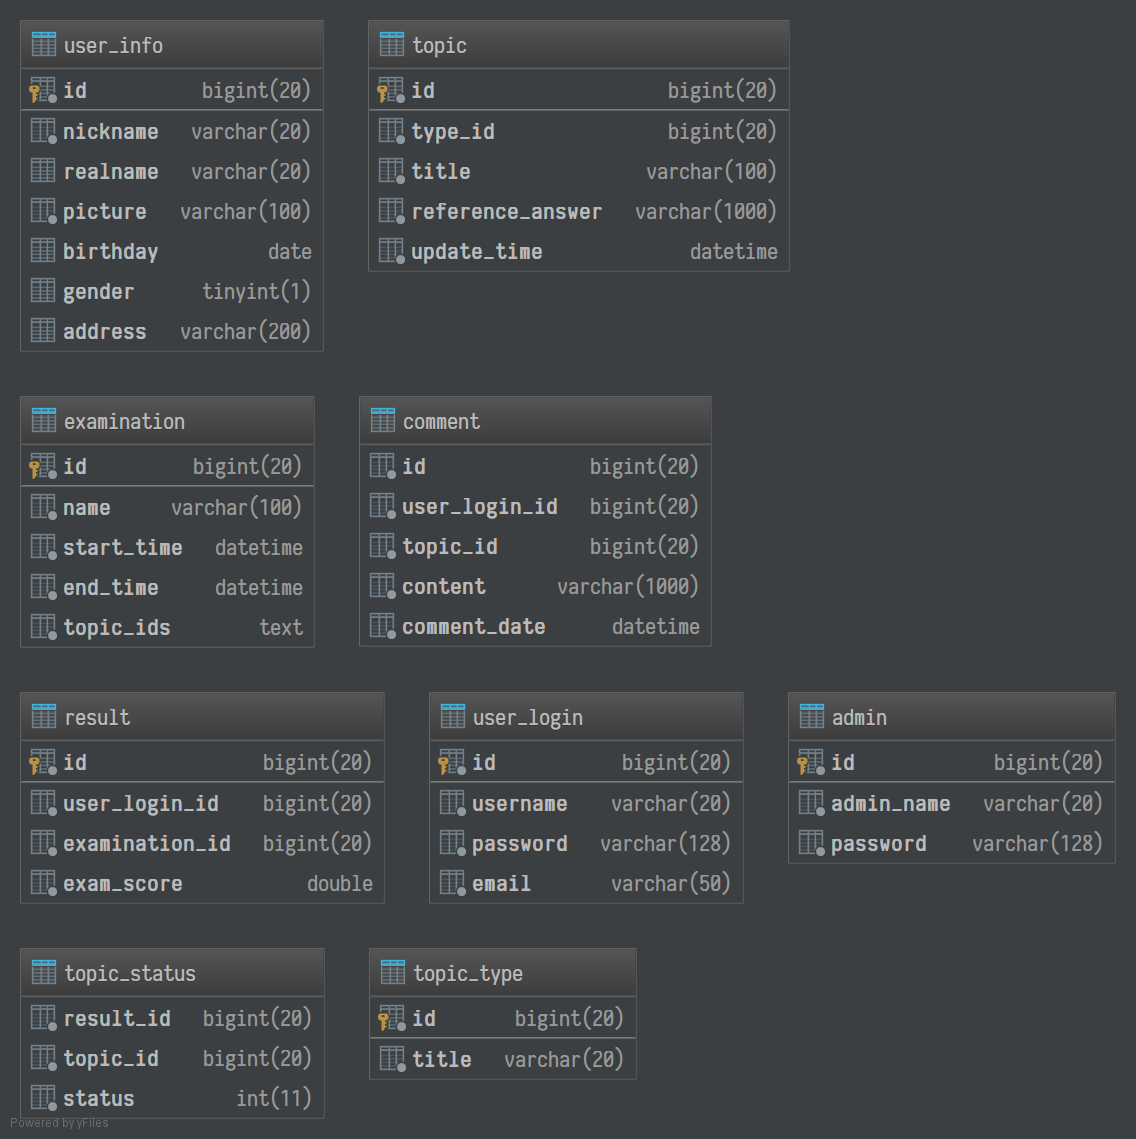 user_info
id bigint(20)
nickname varchar(20)
realname varchar(20)
picture varchar(100)
birthday date
gender tinyint(1)
address varchar(200)
topic
id bigint(20)
type_id bigint(20)
title varchar(100)
reference_answer varchar(1000)
update_time datetime
examination
id bigint(20)
name varchar(100)
start_time datetime
end_time datetime
topic_ids text
comment
id bigint(20)
user_login_id bigint(20)
topic_id bigint(20)
content varchar(1000)
comment_date datetime
result
id bigint(20)
user_login_id bigint(20)
examination_id bigint(20)
exam_score double
user_login
id bigint(20)
username varchar(20)
password varchar(128)
email varchar(50)
admin
id bigint(20)
admin_name varchar(20)
password varchar(128)
topic_status
result_id bigint(20)
topic_id bigint(20)
status int(11)
topic_type
id bigint(20)
title varchar(20)
Powered by yFiles